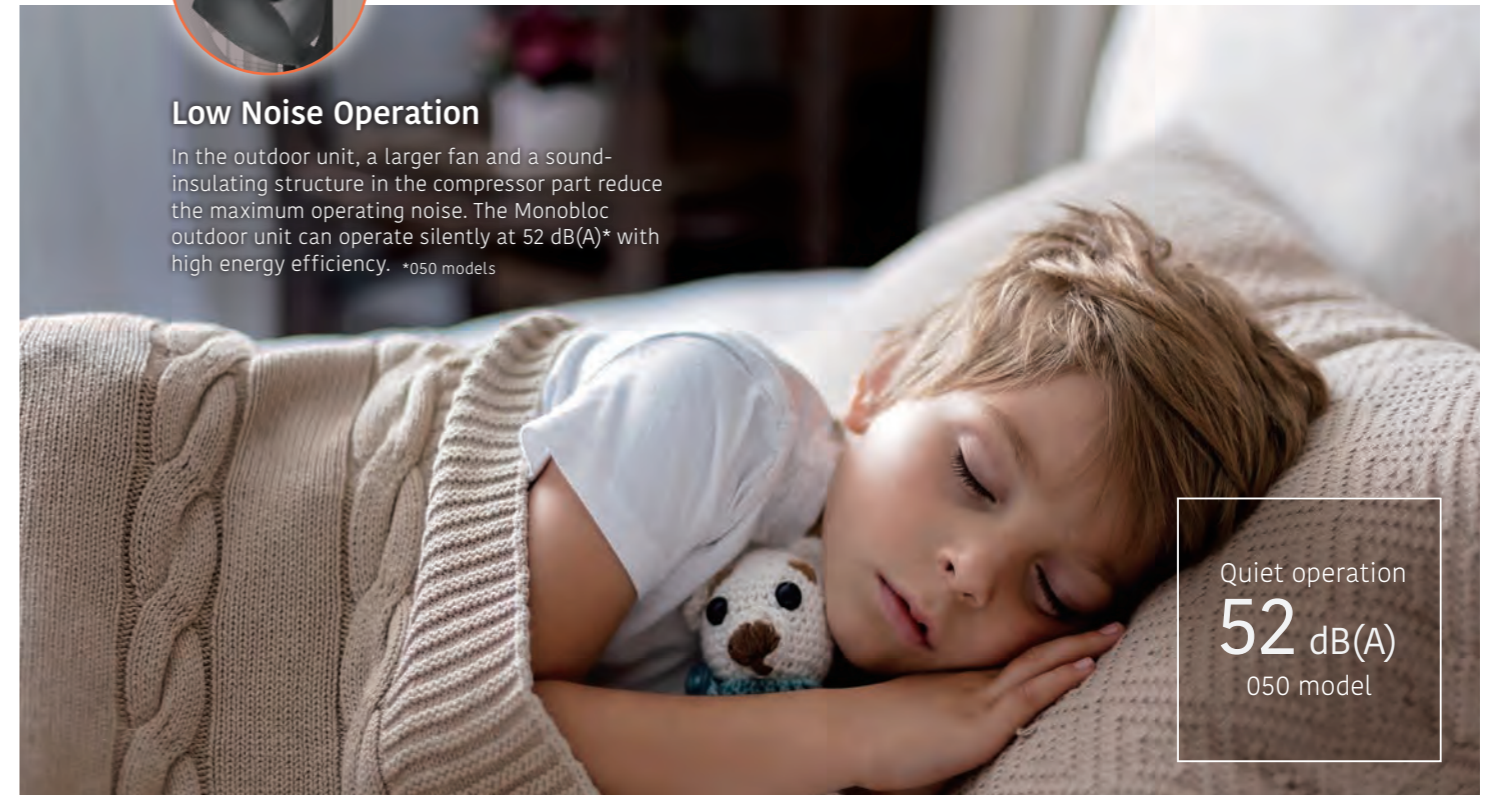 Low Noise Operation
In the outdoor unit, a larger fan and a sound-
insulating structure in the compressor part reduce
the maximum operating noise. The Monobloc
outdoor unit can operate silently at 52 dB(A)* with
high energy efficiency. *050 models
Quiet operation
52 dB(A)
050 model